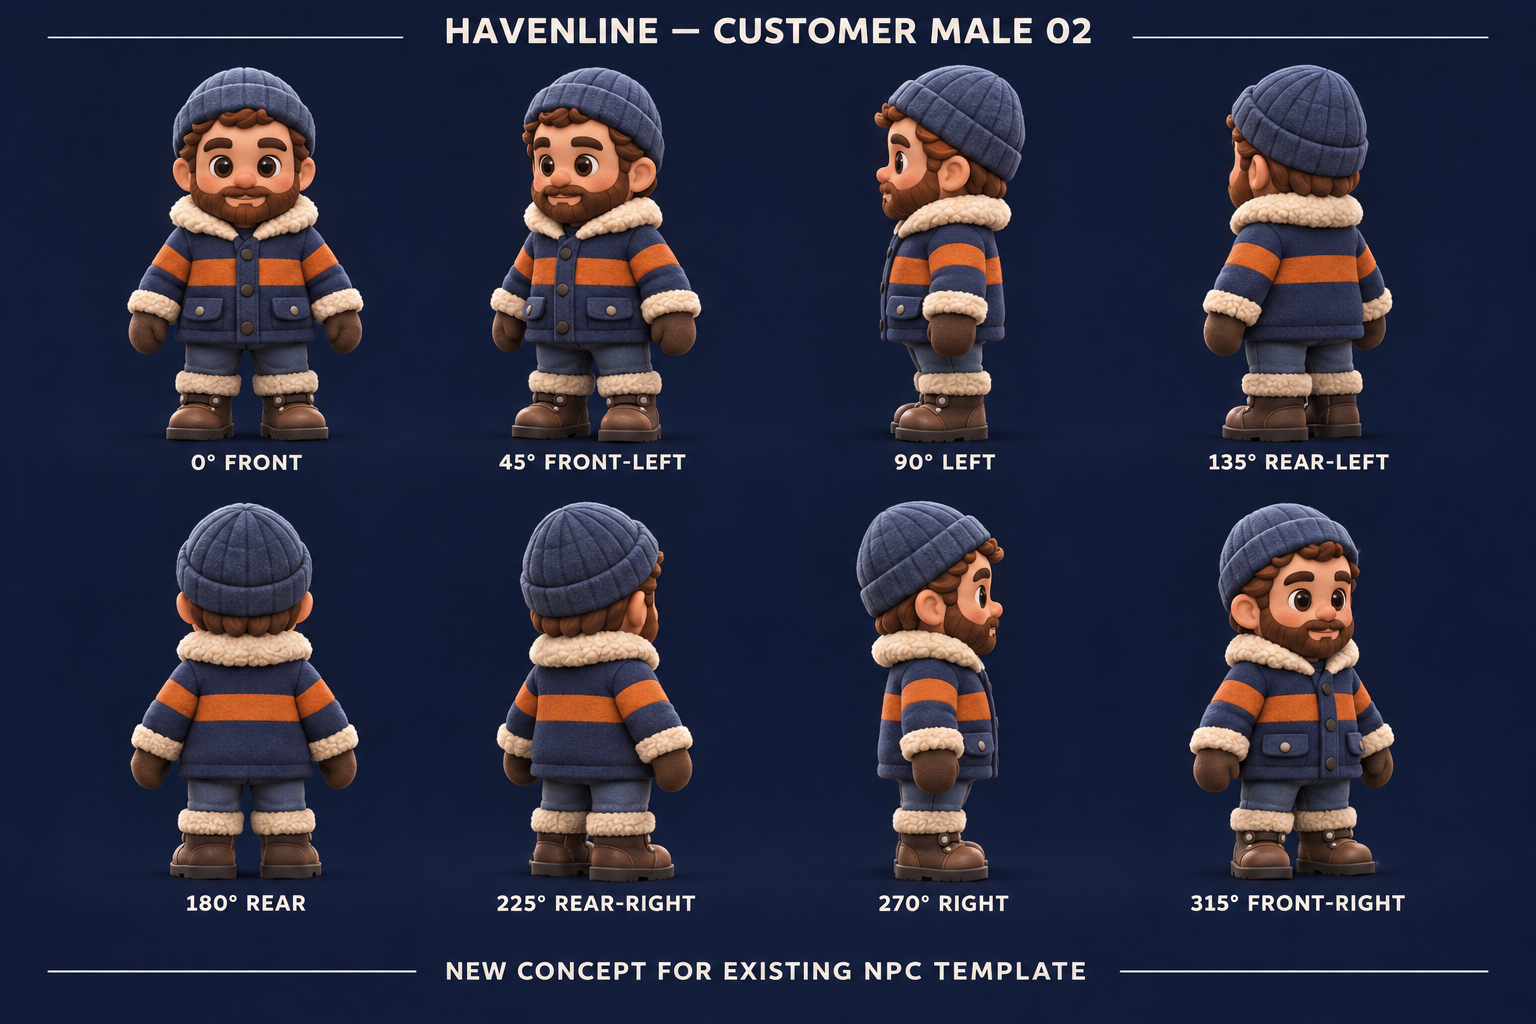 HAVENLINE — CUSTOMER MALE 02
0° FRONT
45° FRONT-LEFT
90° LEFT
135° REAR-LEFT
180° REAR
225° REAR-RIGHT
270° RIGHT
315° FRONT-RIGHT
NEW CONCEPT FOR EXISTING NPC TEMPLATE